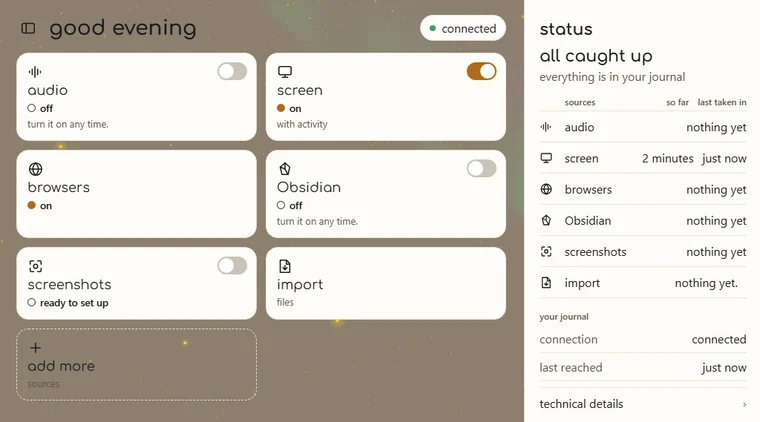 good evening
connected
audio
off
turn it on any time.
screen
on
with activity
browsers
on
Obsidian
off
turn it on any time.
screenshots
ready to set up
import
files
add more
sources
status
all caught up
everything is in your journal
sources so far last taken in
audio nothing yet
screen 2 minutes just now
browsers nothing yet
Obsidian nothing yet
screenshots nothing yet
import nothing yet.
your journal
connection connected
last reached just now
technical details ›